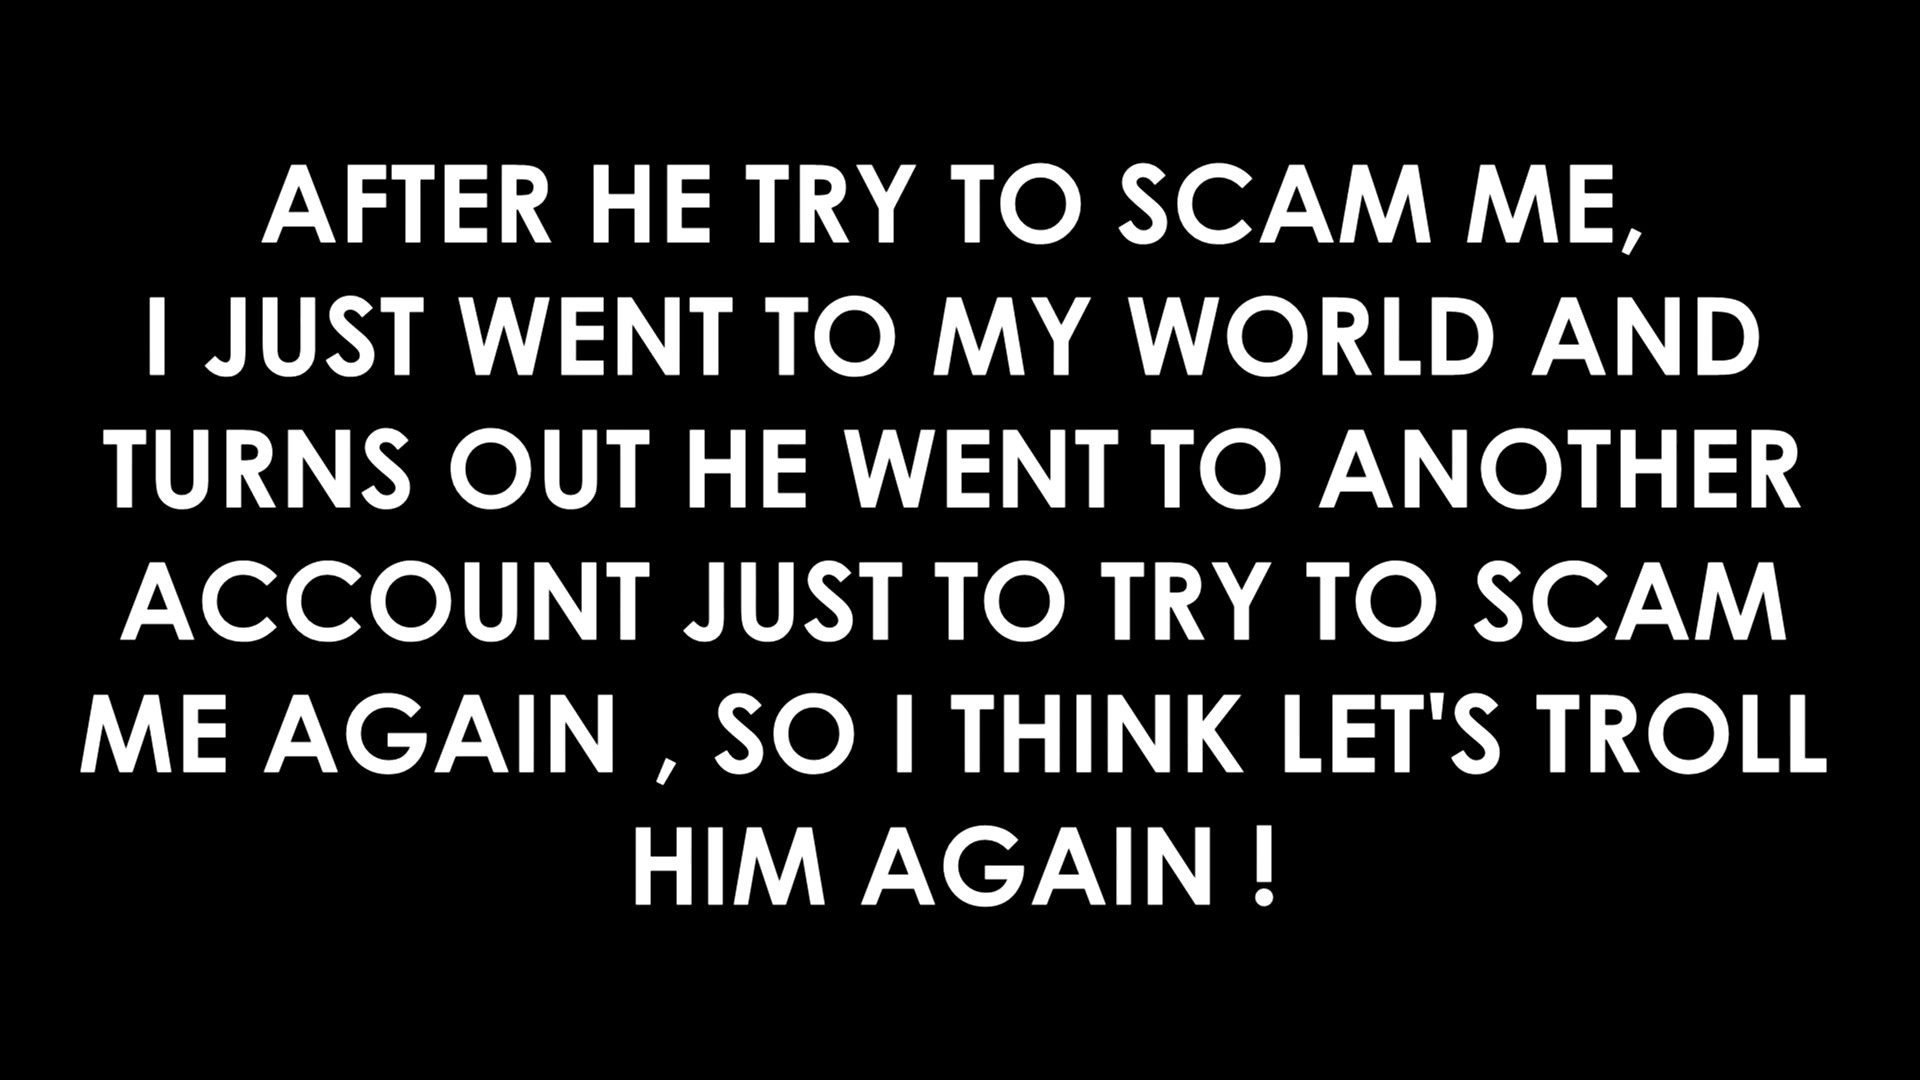 AFTER HE TRY TO SCAM ME,
I JUST WENT TO MY WORLD AND
TURNS OUT HE WENT TO ANOTHER
ACCOUNT JUST TO TRY TO SCAM
ME AGAIN , SO I THINK LET'S TROLL
HIM AGAIN !